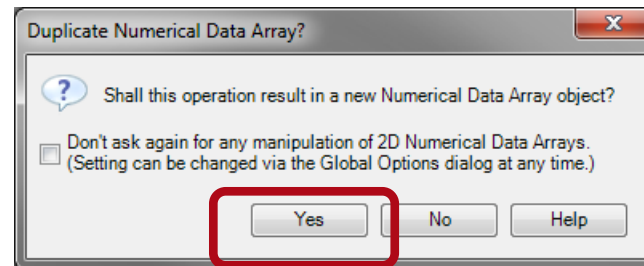 Duplicate Numerical Data Array?
Shall this operation result in a new Numerical Data Array object?
Don't ask again for any manipulation of 2D Numerical Data Arrays.
(Setting can be changed via the Global Options dialog at any time.)
Yes No Help